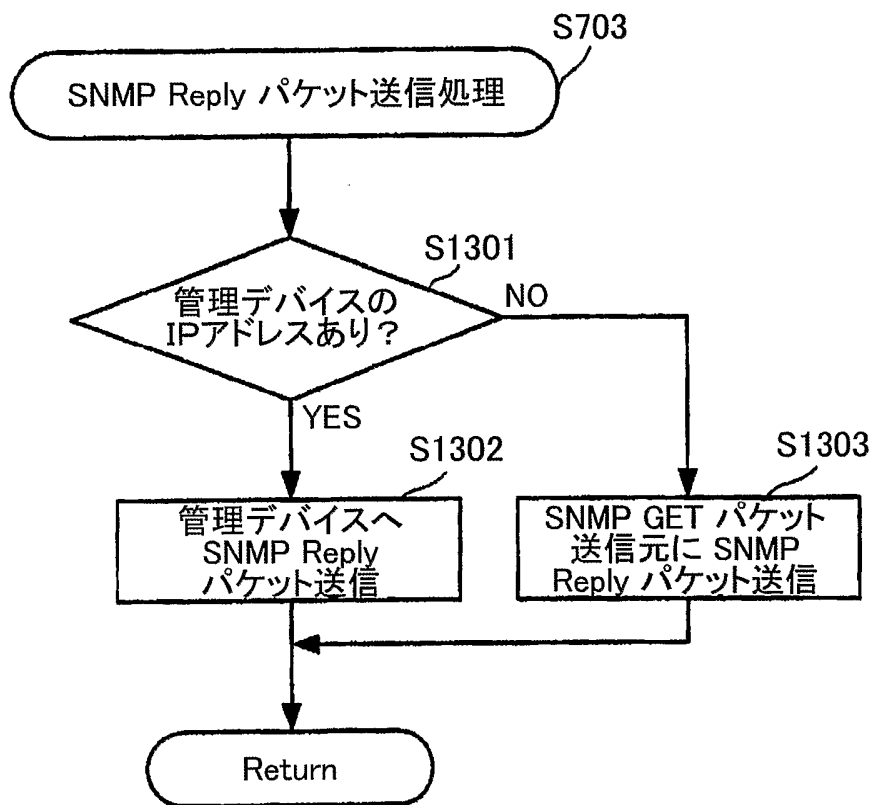 S703
SNMP Reply パケット送信処理
S1301
管理デバイスの
IPアドレスあり？
NO
YES
S1302
管理デバイスへ
SNMP Reply
パケット送信
S1303
SNMP GET パケット
送信元に SNMP
Reply パケット送信
Return